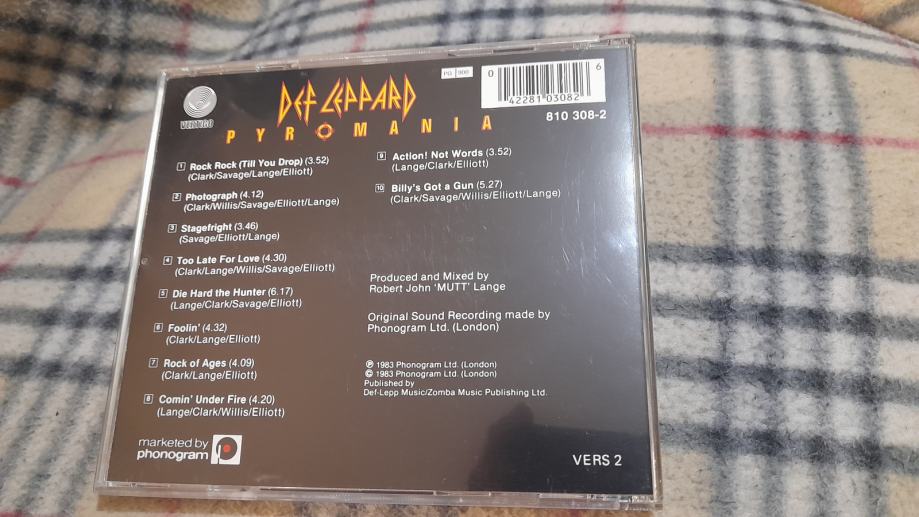 VERTIGO
DEF LEPPARD
PYROMANIA
PG 908
0 42281 03082 6
810 308-2
1 Rock Rock (Till You Drop) (3.52)
(Clark/Savage/Lange/Elliott)
2 Photograph (4.12)
(Clark/Willis/Savage/Elliott/Lange)
3 Stagefright (3.46)
(Savage/Elliott/Lange)
4 Too Late For Love (4.30)
(Clark/Lange/Willis/Savage/Elliott)
5 Die Hard the Hunter (6.17)
(Lange/Clark/Savage/Elliott)
6 Foolin' (4.32)
(Clark/Lange/Elliott)
7 Rock of Ages (4.09)
(Clark/Lange/Elliott)
8 Comin' Under Fire (4.20)
(Lange/Clark/Willis/Elliott)
9 Action! Not Words (3.52)
(Lange/Clark/Elliott)
10 Billy's Got a Gun (5.27)
(Clark/Savage/Willis/Elliott/Lange)
Produced and Mixed by
Robert John 'MUTT' Lange
Original Sound Recording made by
Phonogram Ltd. (London)
℗ 1983 Phonogram Ltd. (London)
© 1983 Phonogram Ltd. (London)
Published by
Def-Lepp Music/Zomba Music Publishing Ltd.
marketed by
phonogram
VERS 2